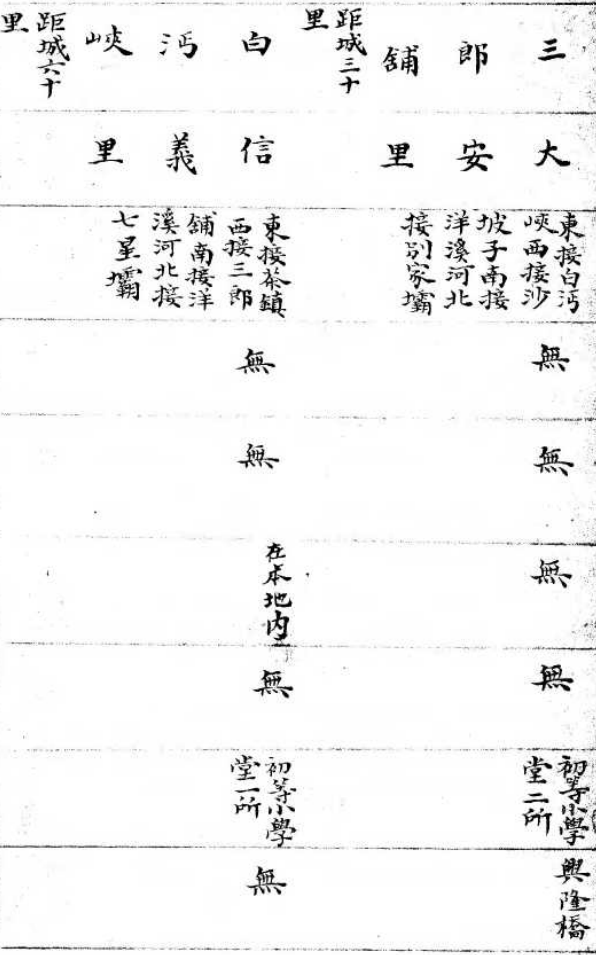 三郎舖
距城三十
里
大安里
東接白沔
峽西接沙
坡子南接
洋溪河北
接別家壩
無
無
無
無
初等小學
堂二所
興隆橋
白沔峽
距城六十
里
信義里
東接茶鎮
西接三郎
舖南接洋
溪河北接
七星壩
無
無
在本地内
無
初等小學
堂一所
無